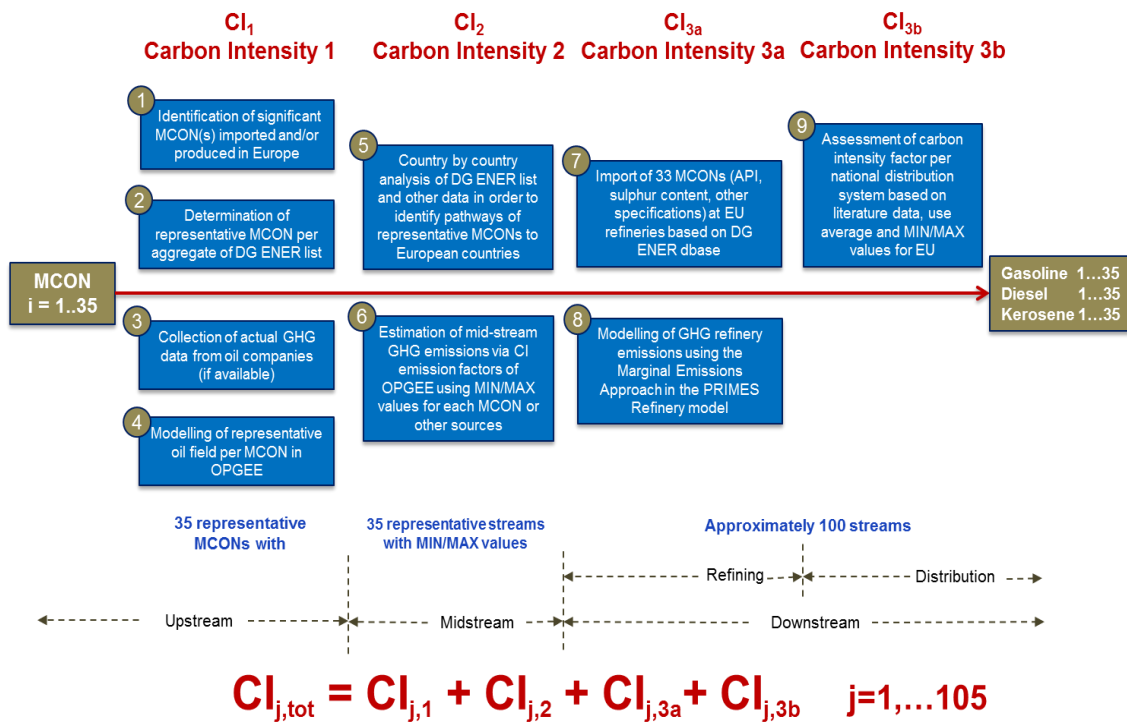 CI1
Carbon Intensity 1
CI2
Carbon Intensity 2
CI3a
Carbon Intensity 3a
CI3b
Carbon Intensity 3b
1
Identification of significant
MCON(s) imported and/or
produced in Europe
2
Determination of
representative MCON per
aggregate of DG ENER list
5
Country by country
analysis of DG ENER list
and other data in order to
identify pathways of
representative MCONs to
European countries
7
Import of 33 MCONs (API,
sulphur content, other
specifications) at EU
refineries based on DG
ENER dbase
9
Assessment of carbon
intensity factor per
national distribution
system based on
literature data, use
average and MIN/MAX
values for EU
MCON
i = 1..35
Gasoline 1…35
Diesel 1…35
Kerosene 1…35
3
Collection of actual GHG
data from oil companies
(if available)
4
Modelling of representative
oil field per MCON in
OPGEE
6
Estimation of mid-stream
GHG emissions via CI
emission factors of
OPGEE using MIN/MAX
values for each MCON or
other sources
8
Modelling of GHG refinery
emissions using the
Marginal Emissions
Approach in the PRIMES
Refinery model
35 representative
MCONs with
35 representative streams
with MIN/MAX values
Approximately 100 streams
Refining
Distribution
Upstream
Midstream
Downstream
CIj,tot = CIj,1 + CIj,2 + CIj,3a + CIj,3b j=1,…105